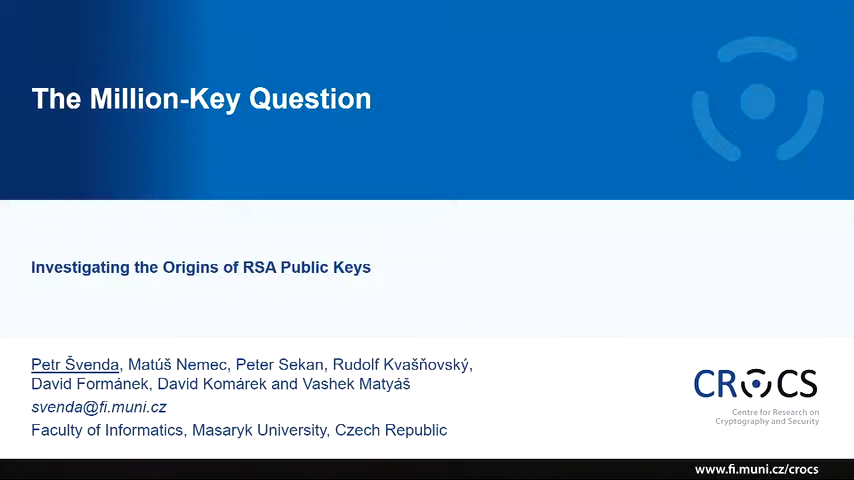 The Million-Key Question
Investigating the Origins of RSA Public Keys
Petr Švenda, Matúš Nemec, Peter Sekan, Rudolf Kvašňovský,
David Formánek, David Komárek and Vashek Matyáš
svenda@fi.muni.cz
Faculty of Informatics, Masaryk University, Czech Republic
CROCS
Centre for Research on
Cryptography and Security
www.fi.muni.cz/crocs